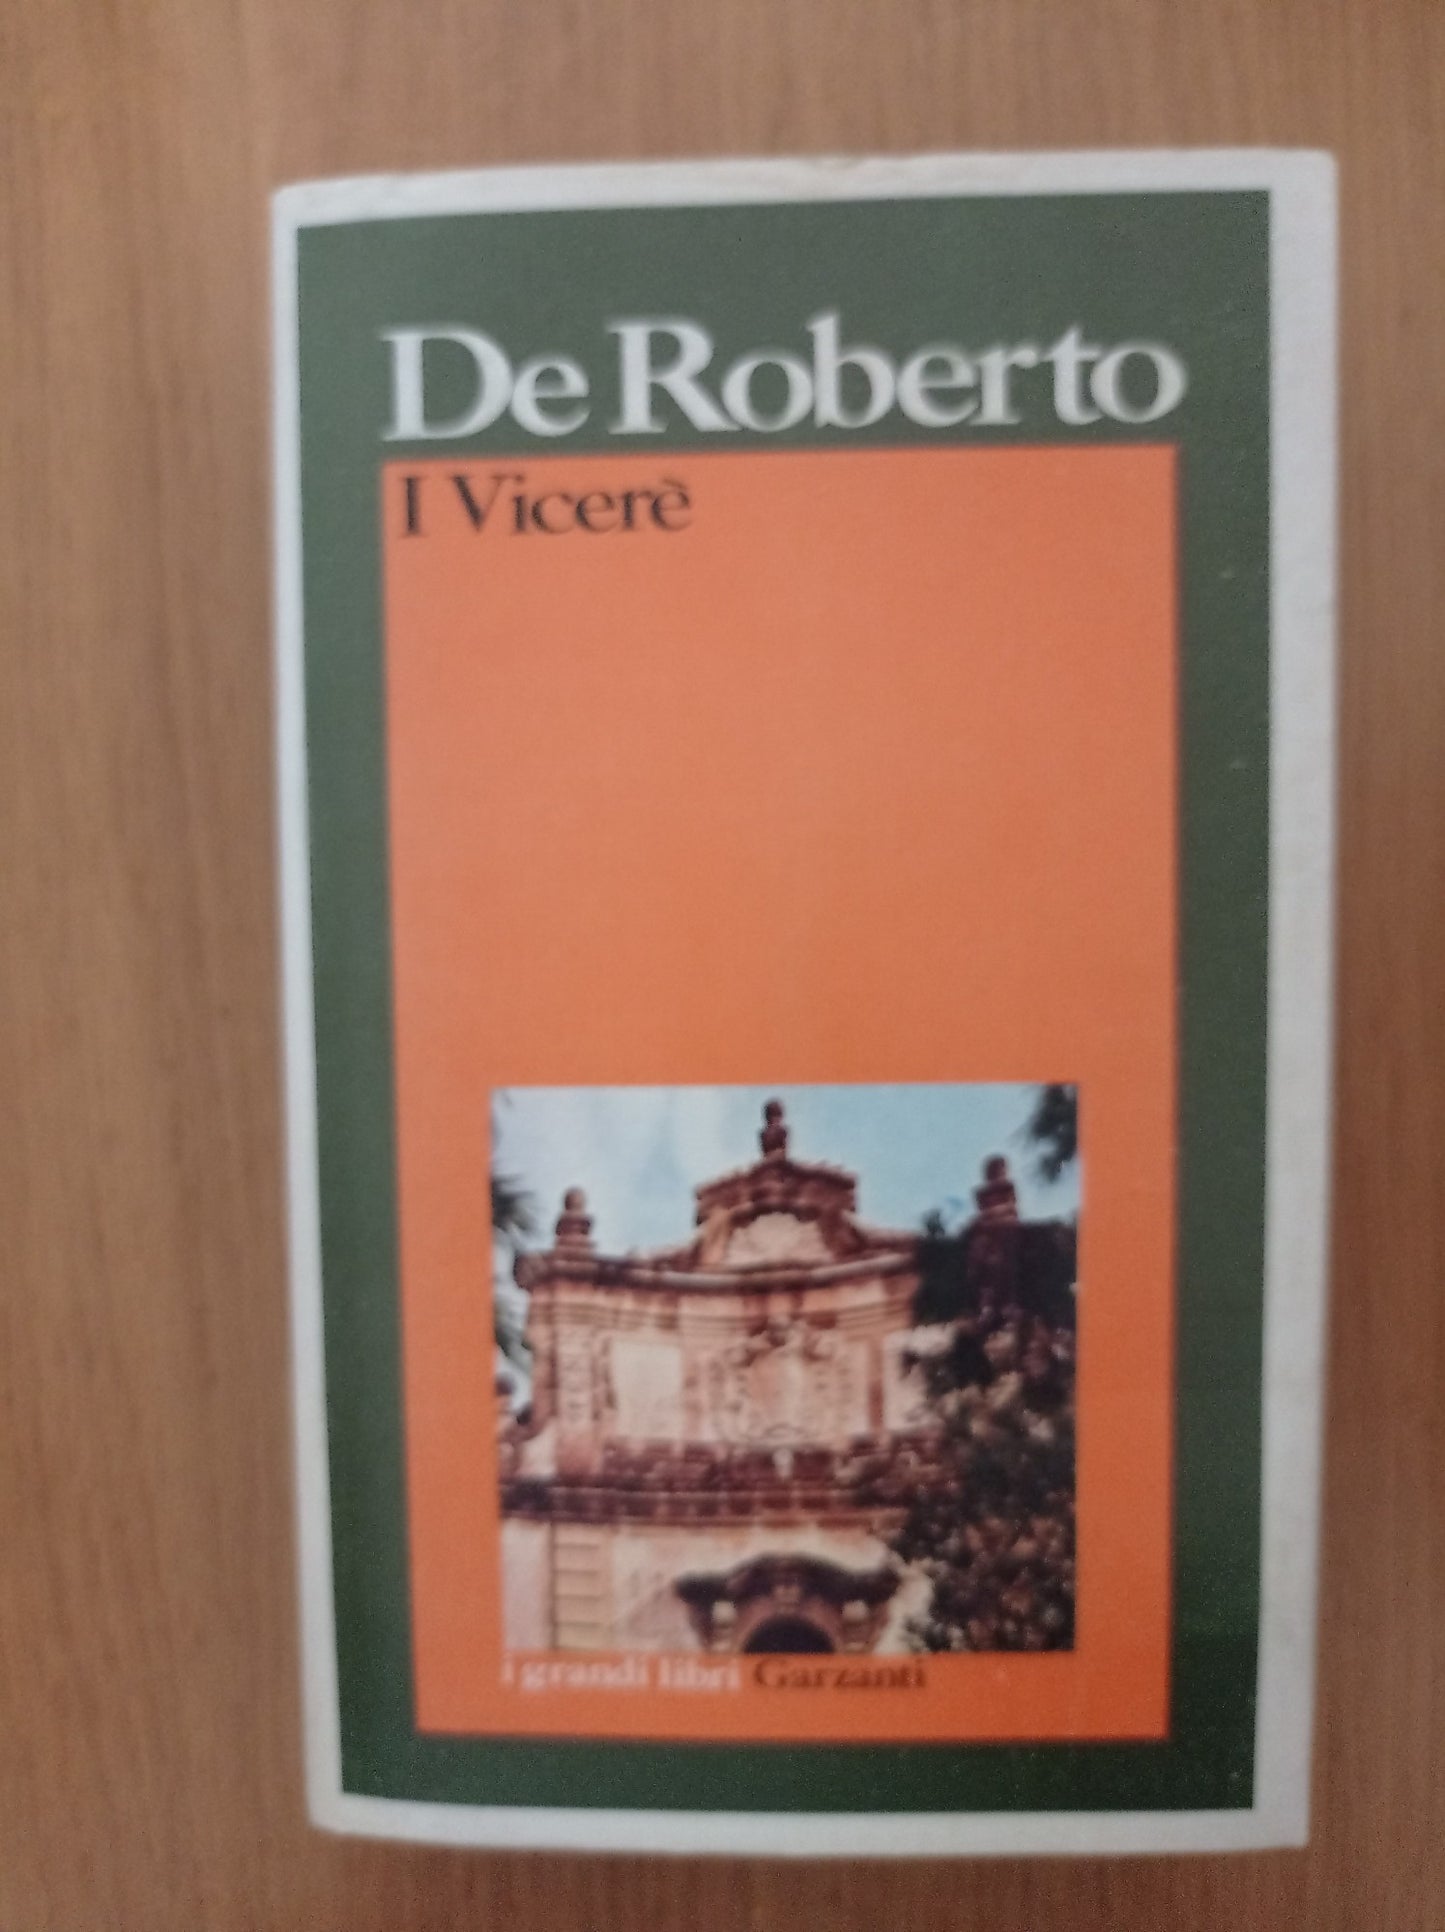 De Roberto
I Vicerè
i grandi libri Garzanti